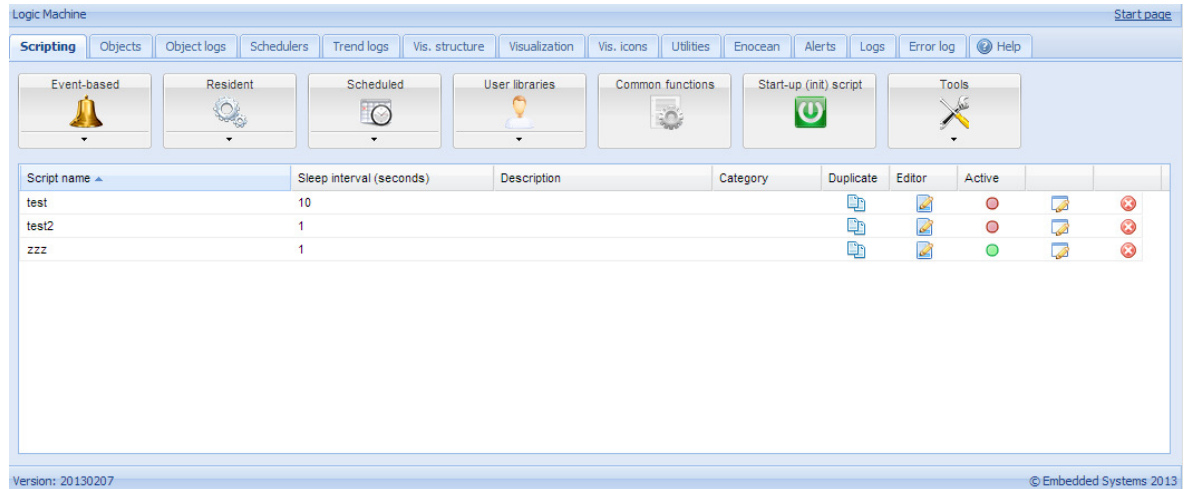 Logic Machine Start page
Scripting Objects Object logs Schedulers Trend logs Vis. structure Visualization Vis. icons Utilities Enocean Alerts Logs Error log Help
Event-based Resident Scheduled User libraries Common functions Start-up (init) script Tools
Script name Sleep interval (seconds) Description Category Duplicate Editor Active
test 10
test2 1
zzz 1
Version: 20130207 © Embedded Systems 2013